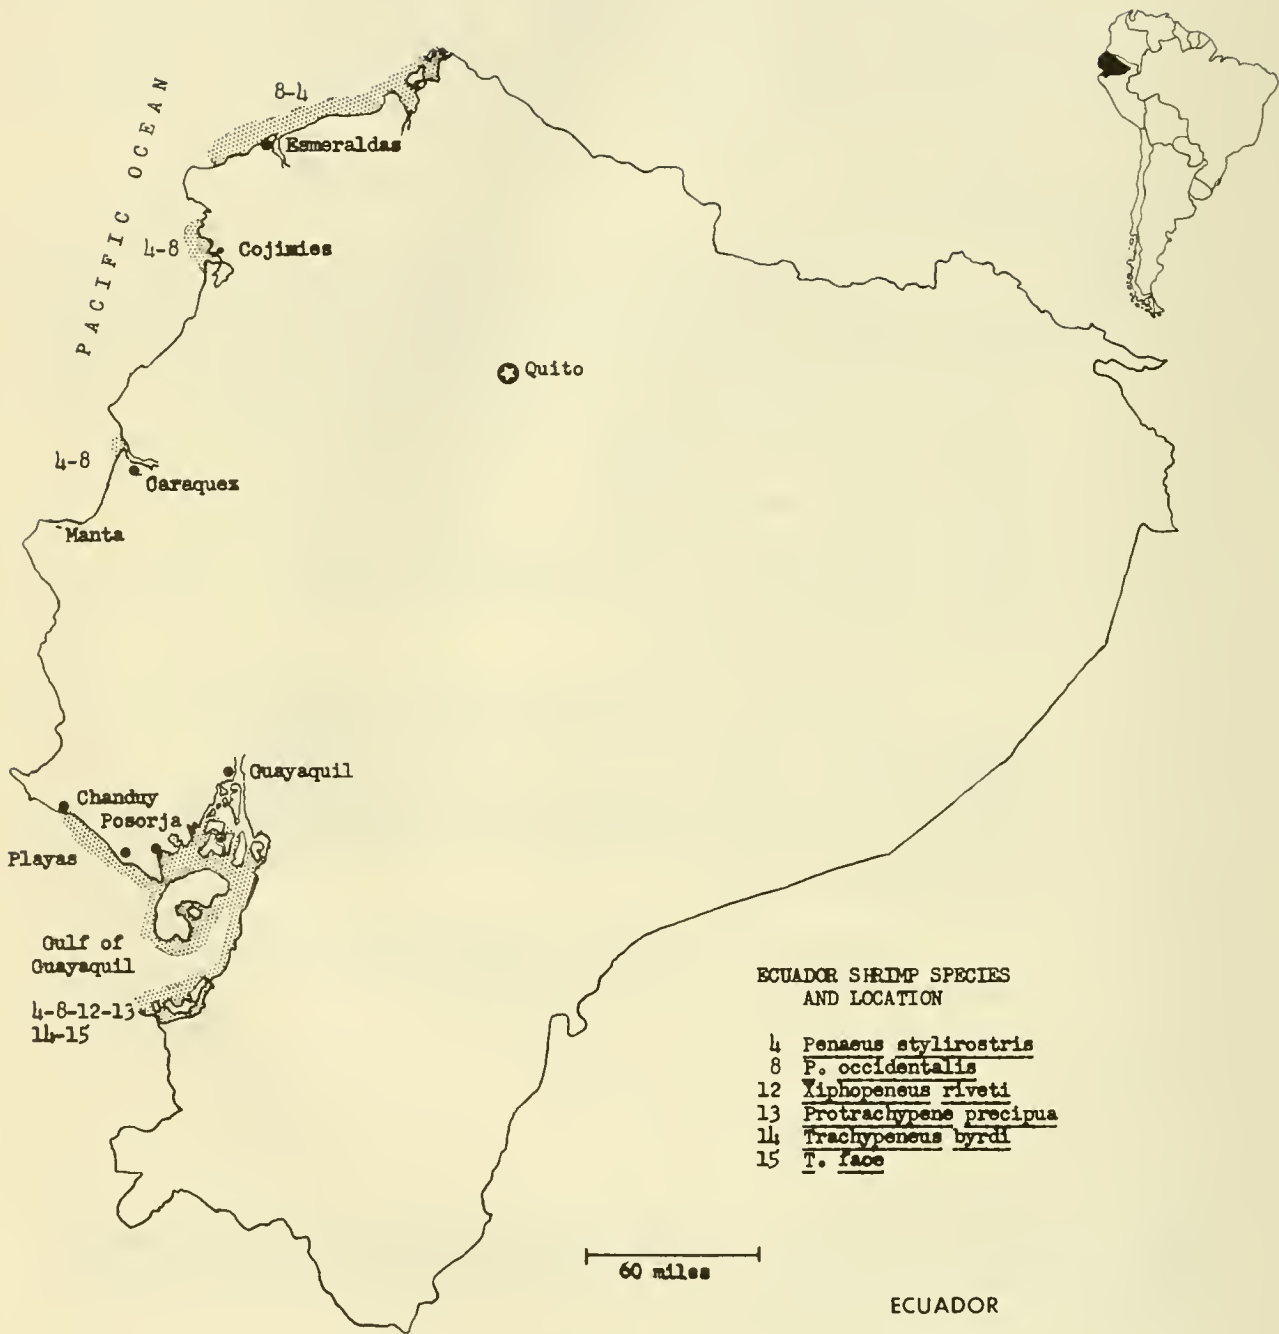 PACIFIC OCEAN
8-4
Esmeraldas
4-8
Cojimies
Quito
4-8
Caraquez
Manta
Guayaquil
Chanduy
Posorja
Playas
Gulf of
Guayaquil
4-8-12-13
14-15
ECUADOR SHRIMP SPECIES
AND LOCATION
4 Penaeus stylirostris
8 P. occidentalis
12 Xiphopeneus riveti
13 Protrachypene precipua
14 Trachypeneus byrdi
15 T. faoe
60 miles
ECUADOR